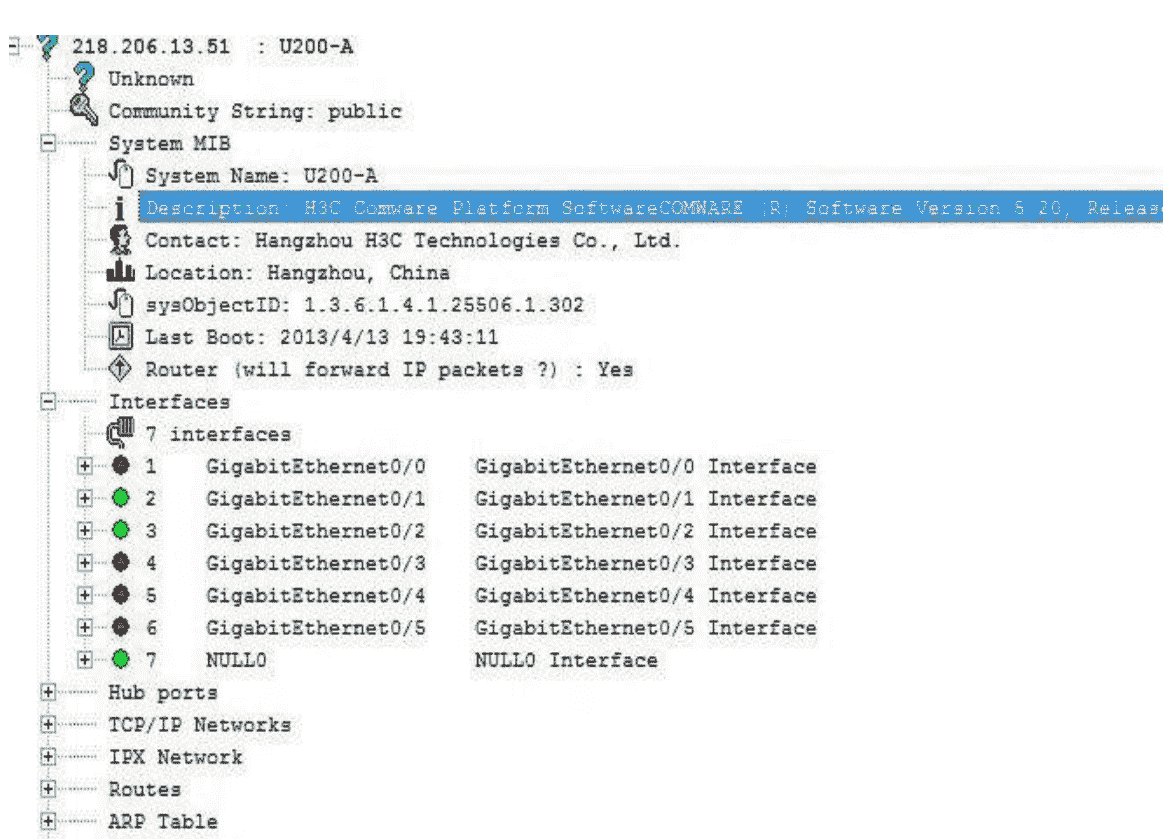 218.206.13.51 : U200-A
Unknown
Community String: public
System MIB
System Name: U200-A
Description: H3C Comware Platform SoftwareCOMWARE (R) Software Version 5.20, Release
Contact: Hangzhou H3C Technologies Co., Ltd.
Location: Hangzhou, China
sysObjectID: 1.3.6.1.4.1.25506.1.302
Last Boot: 2013/4/13 19:43:11
Router (will forward IP packets ?) : Yes
Interfaces
7 interfaces
1 GigabitEthernet0/0 GigabitEthernet0/0 Interface
2 GigabitEthernet0/1 GigabitEthernet0/1 Interface
3 GigabitEthernet0/2 GigabitEthernet0/2 Interface
4 GigabitEthernet0/3 GigabitEthernet0/3 Interface
5 GigabitEthernet0/4 GigabitEthernet0/4 Interface
6 GigabitEthernet0/5 GigabitEthernet0/5 Interface
7 NULL0 NULL0 Interface
Hub ports
TCP/IP Networks
IPX Network
Routes
ARP Table